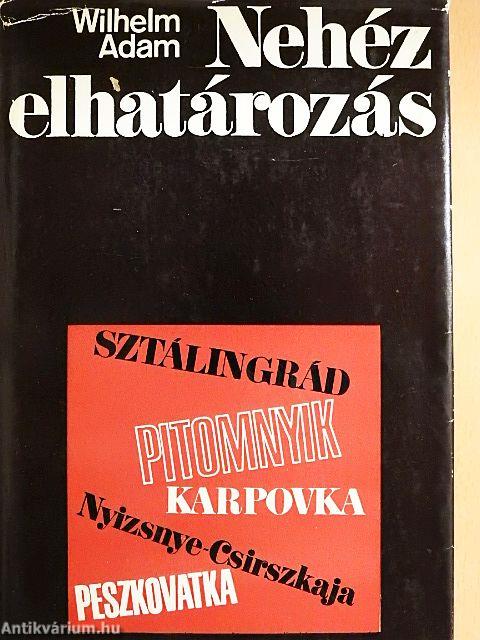 Wilhelm
Adam
Nehéz
elhatározás
SZTÁLINGRÁD
PITOMNYIK
KARPOVKA
Nyizsnye-Csirszkaja
PESZKOVATKA
Antikvárium.hu